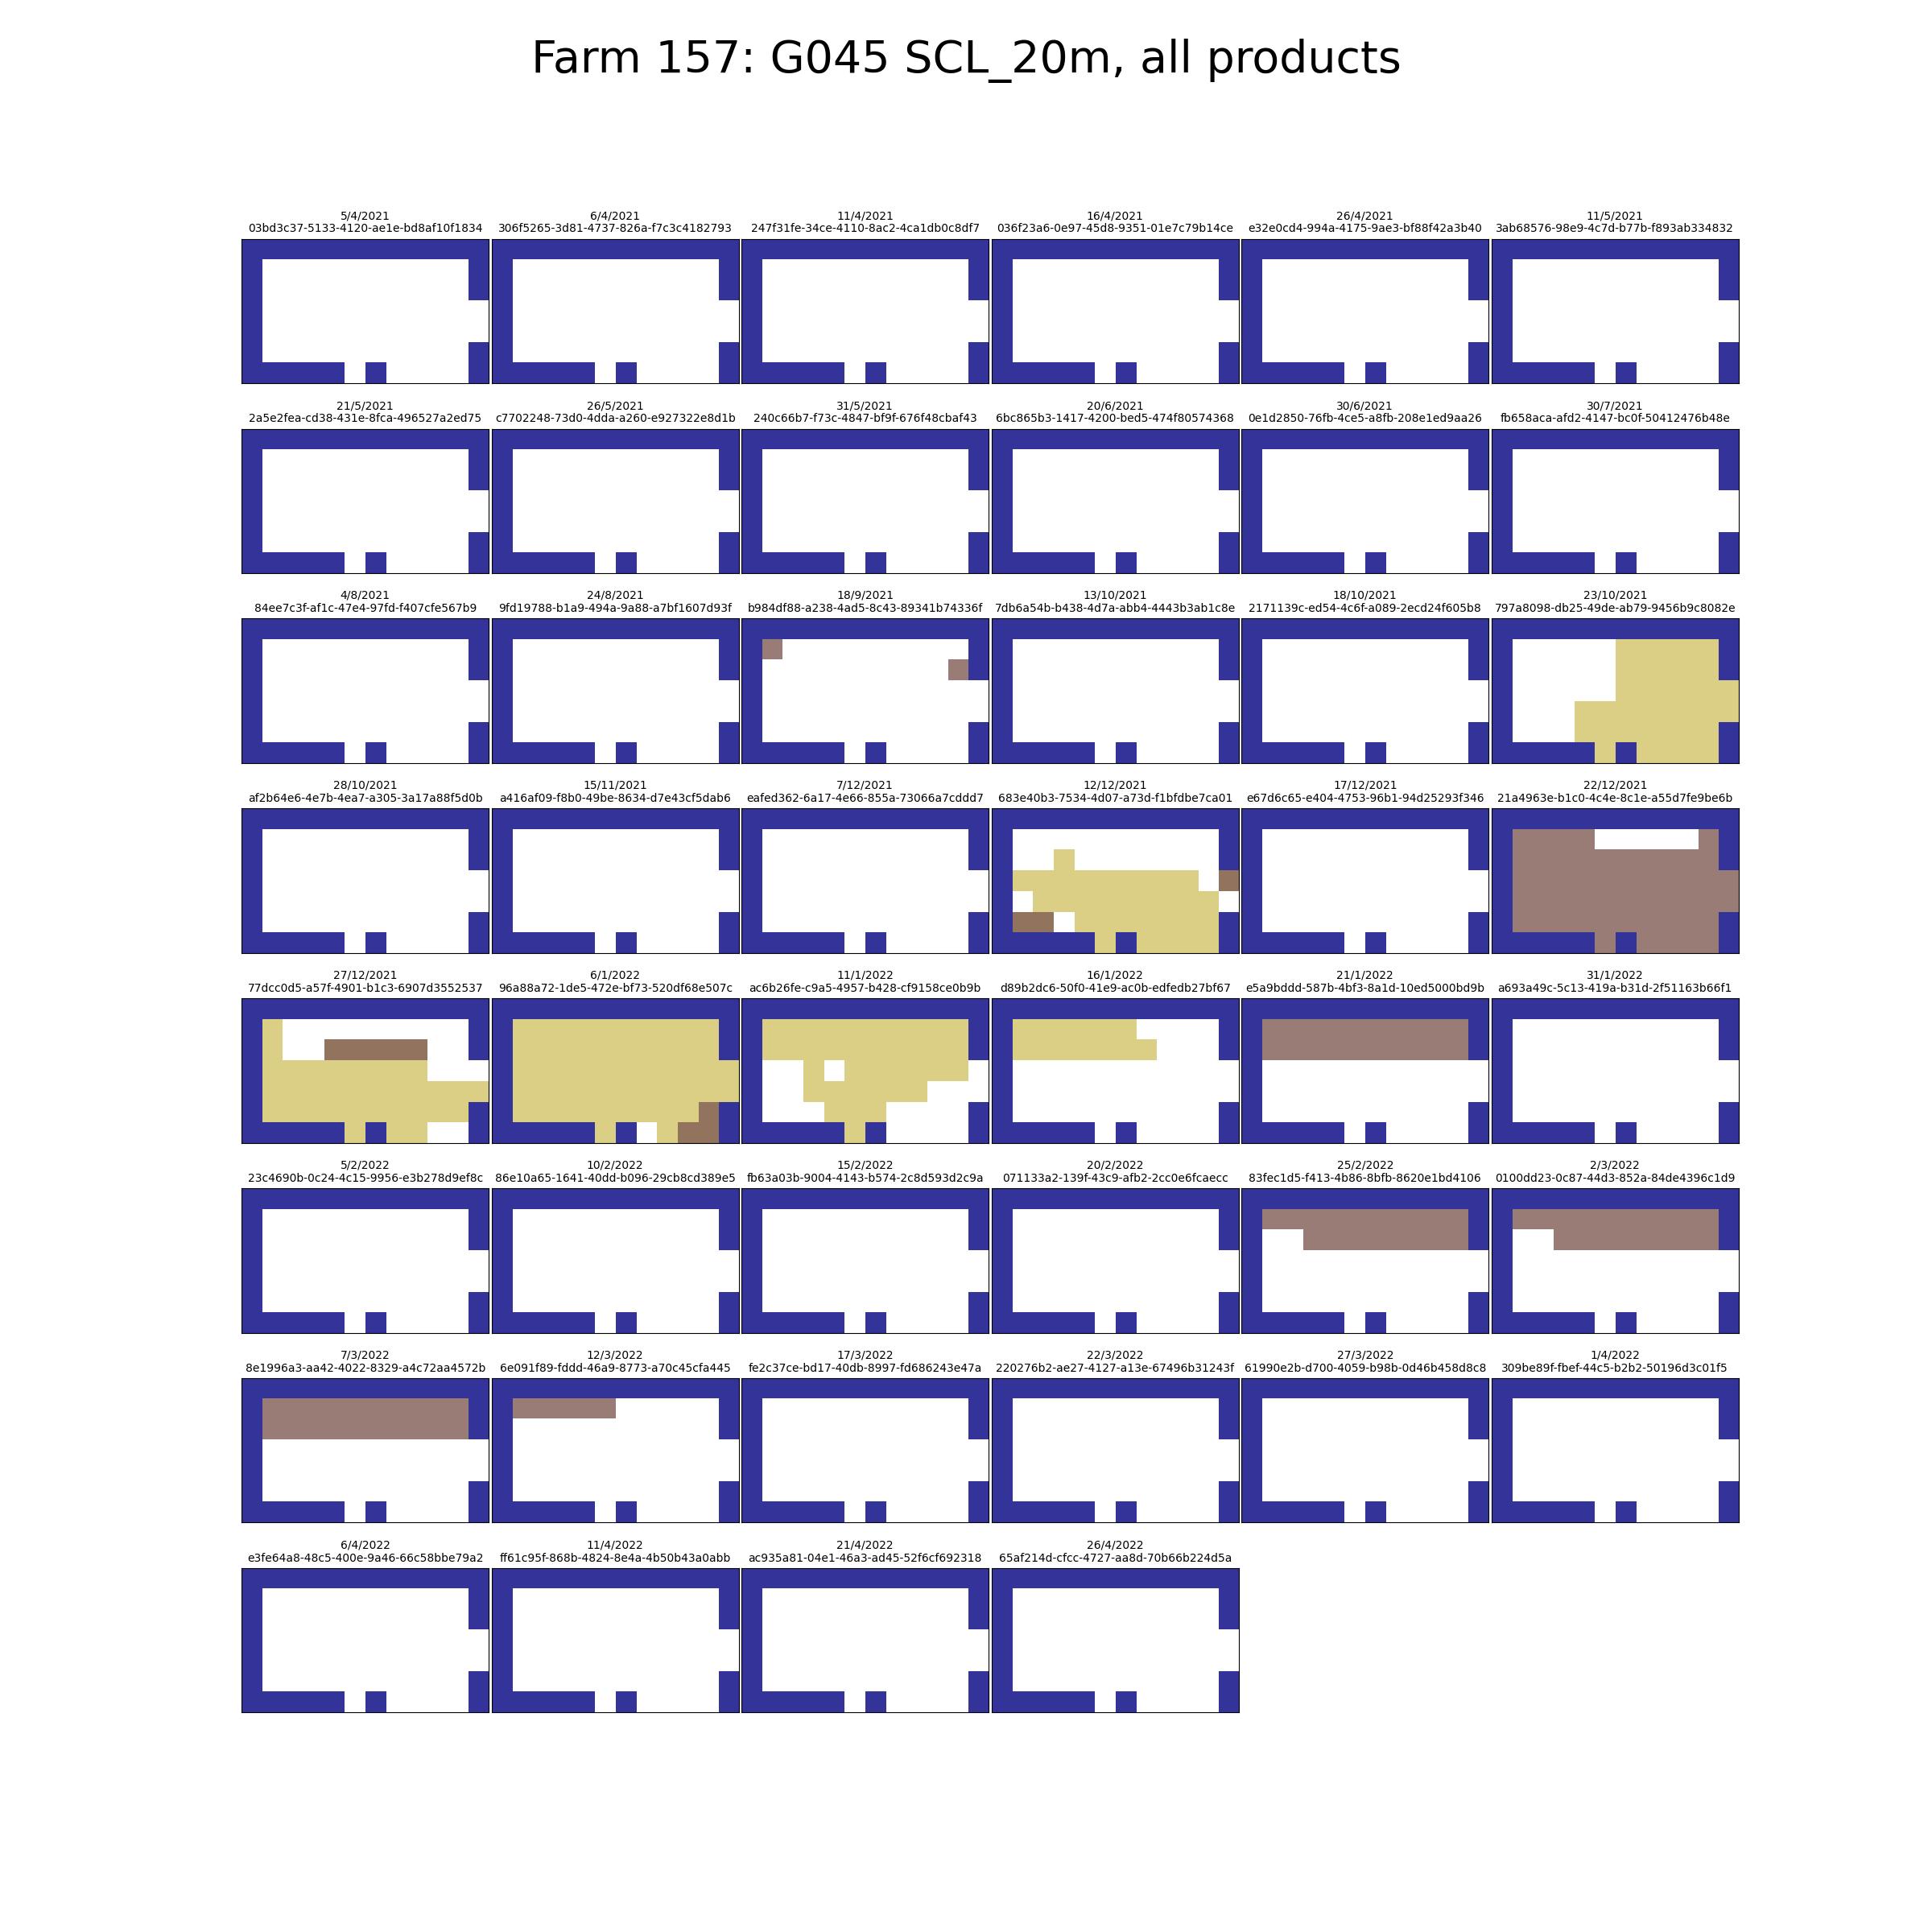 Farm 157: G045 SCL_20m, all products
5/4/2021
03bd3c37-5133-4120-ae1e-bd8af10f1834
6/4/2021
306f5265-3d81-4737-826a-f7c3c4182793
11/4/2021
247f31fe-34ce-4110-8ac2-4ca1db0c8df7
16/4/2021
036f23a6-0e97-45d8-9351-01e7c79b14ce
26/4/2021
e32e0cd4-994a-4175-9ae3-bf88f42a3b40
11/5/2021
3ab68576-98e9-4c7d-b77b-f893ab334832
21/5/2021
2a5e2fea-cd38-431e-8fca-496527a2ed75
26/5/2021
c7702248-73d0-4dda-a260-e927322e8d1b
31/5/2021
240c66b7-f73c-4847-bf9f-676f48cbaf43
20/6/2021
6bc865b3-1417-4200-bed5-474f80574368
30/6/2021
0e1d2850-76fb-4ce5-a8fb-208e1ed9aa26
30/7/2021
fb658aca-afd2-4147-bc0f-50412476b48e
4/8/2021
84ee7c3f-af1c-47e4-97fd-f407cfe567b9
24/8/2021
9fd19788-b1a9-494a-9a88-a7bf1607d93f
18/9/2021
b984df88-a238-4ad5-8c43-89341b74336f
13/10/2021
7db6a54b-b438-4d7a-abb4-4443b3ab1c8e
18/10/2021
2171139c-ed54-4c6f-a089-2ecd24f605b8
23/10/2021
797a8098-db25-49de-ab79-9456b9c8082e
28/10/2021
af2b64e6-4e7b-4ea7-a305-3a17a88f5d0b
15/11/2021
a416af09-f8b0-49be-8634-d7e43cf5dab6
7/12/2021
eafed362-6a17-4e66-855a-73066a7cddd7
12/12/2021
683e40b3-7534-4d07-a73d-f1bfdbe7ca01
17/12/2021
e67d6c65-e404-4753-96b1-94d25293f346
22/12/2021
21a4963e-b1c0-4c4e-8c1e-a55d7fe9be6b
27/12/2021
77dcc0d5-a57f-4901-b1c3-6907d3552537
6/1/2022
96a88a72-1de5-472e-bf73-520df68e507c
11/1/2022
ac6b26fe-c9a5-4957-b428-cf9158ce0b9b
16/1/2022
d89b2dc6-50f0-41e9-ac0b-edfedb27bf67
21/1/2022
e5a9bddd-587b-4bf3-8a1d-10ed5000bd9b
31/1/2022
a693a49c-5c13-419a-b31d-2f51163b66f1
5/2/2022
23c4690b-0c24-4c15-9956-e3b278d9ef8c
10/2/2022
86e10a65-1641-40dd-b096-29cb8cd389e5
15/2/2022
fb63a03b-9004-4143-b574-2c8d593d2c9a
20/2/2022
071133a2-139f-43c9-afb2-2cc0e6fcaecc
25/2/2022
83fec1d5-f413-4b86-8bfb-8620e1bd4106
2/3/2022
0100dd23-0c87-44d3-852a-84de4396c1d9
7/3/2022
8e1996a3-aa42-4022-8329-a4c72aa4572b
12/3/2022
6e091f89-fddd-46a9-8773-a70c45cfa445
17/3/2022
fe2c37ce-bd17-40db-8997-fd686243e47a
22/3/2022
220276b2-ae27-4127-a13e-67496b31243f
27/3/2022
61990e2b-d700-4059-b98b-0d46b458d8c8
1/4/2022
309be89f-fbef-44c5-b2b2-50196d3c01f5
6/4/2022
e3fe64a8-48c5-400e-9a46-66c58bbe79a2
11/4/2022
ff61c95f-868b-4824-8e4a-4b50b43a0abb
21/4/2022
ac935a81-04e1-46a3-ad45-52f6cf692318
26/4/2022
65af214d-cfcc-4727-aa8d-70b66b224d5a